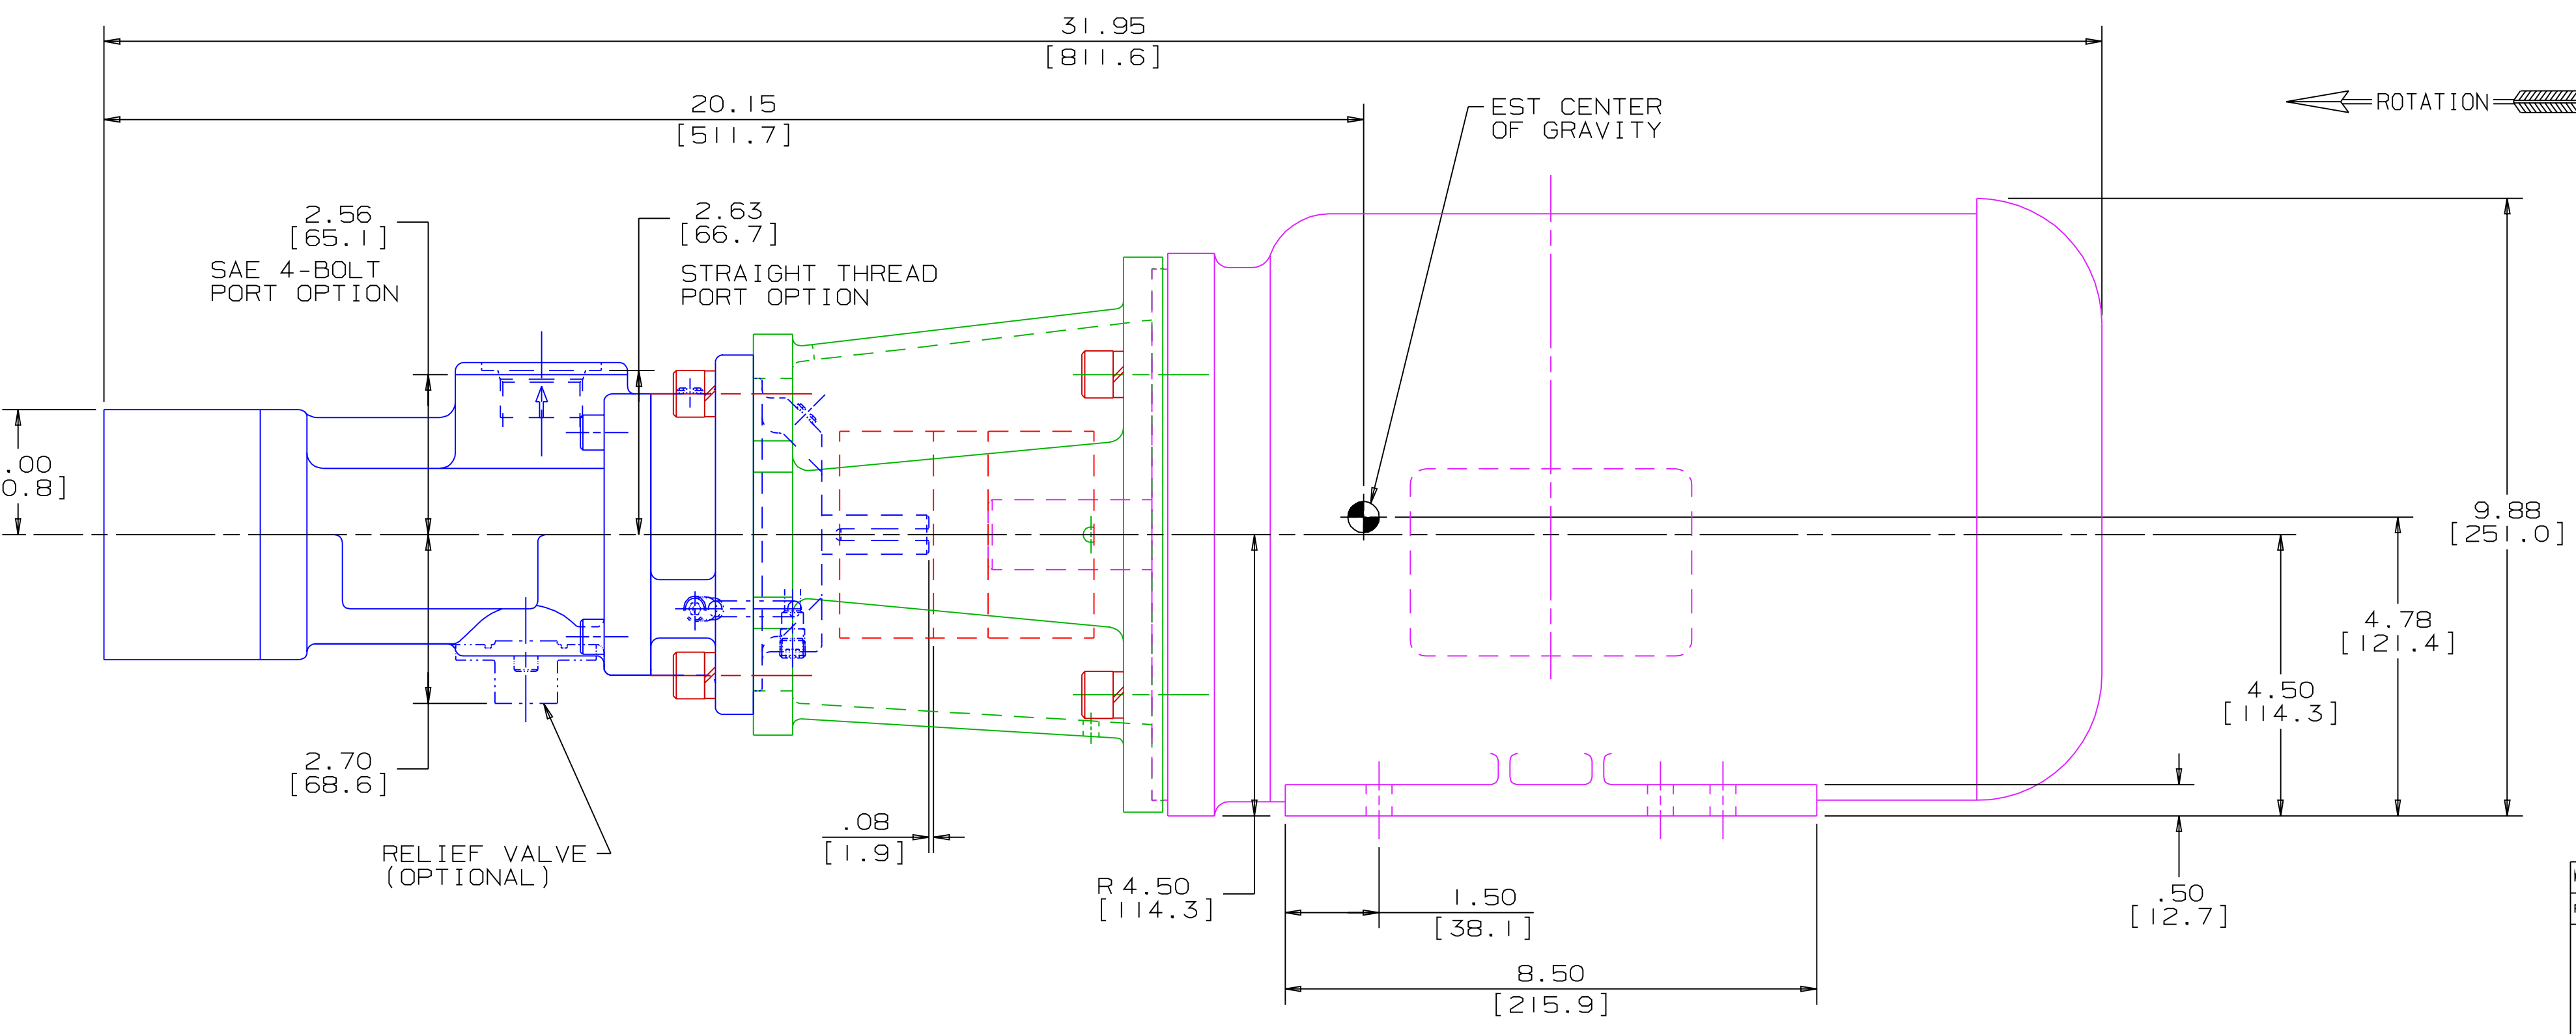 31.95
[811.6]
20.15
[511.7]
EST CENTER
OF GRAVITY
ROTATION
2.56
[65.1]
SAE 4-BOLT
PORT OPTION
2.63
[66.7]
STRAIGHT THREAD
PORT OPTION
.00
0.8]
9.88
[251.0]
4.78
[121.4]
4.50
[114.3]
2.70
[68.6]
.08
[1.9]
RELIEF VALVE
(OPTIONAL)
R 4.50
[114.3]
1.50
[38.1]
.50
[12.7]
8.50
[215.9]